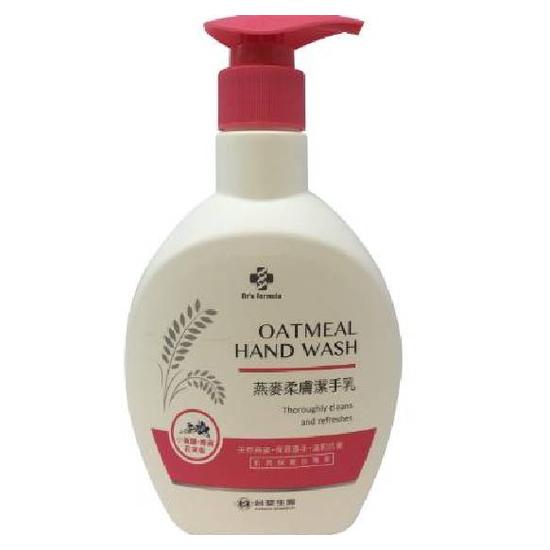 Dr's Formula
OATMEAL
HAND WASH
燕麥柔膚潔手乳
Thoroughly cleans
and refreshes
台塑生醫